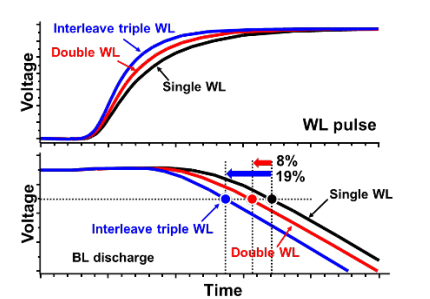 Interleave triple WL
Double WL
Single WL
Voltage
WL pulse
8%
19%
Single WL
Voltage
Interleave triple WL
Double WL
BL discharge
Time